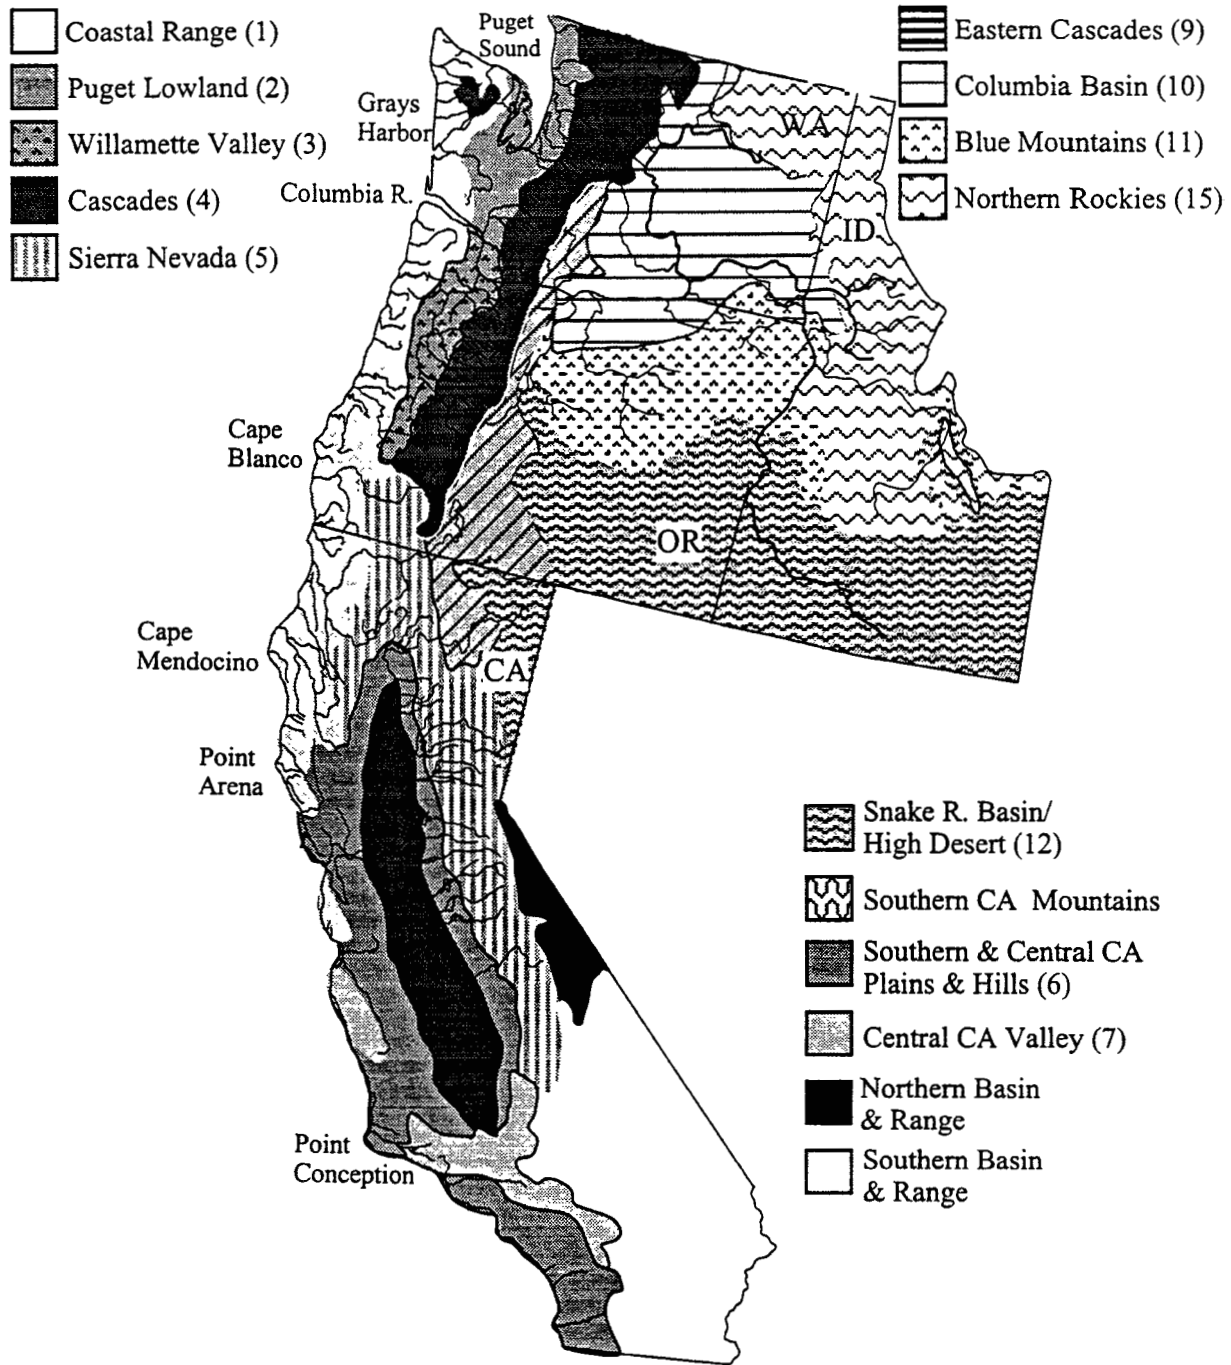 Coastal Range (1)
Puget Lowland (2)
Willamette Valley (3)
Cascades (4)
Sierra Nevada (5)
Puget
Sound
Grays
Harbor
Columbia R.
Cape
Blanco
Cape
Mendocino
Point
Arena
Point
Conception
WA
ID
OR
CA
Eastern Cascades (9)
Columbia Basin (10)
Blue Mountains (11)
Northern Rockies (15)
Snake R. Basin/
High Desert (12)
Southern CA Mountains
Southern & Central CA
Plains & Hills (6)
Central CA Valley (7)
Northern Basin
& Range
Southern Basin
& Range